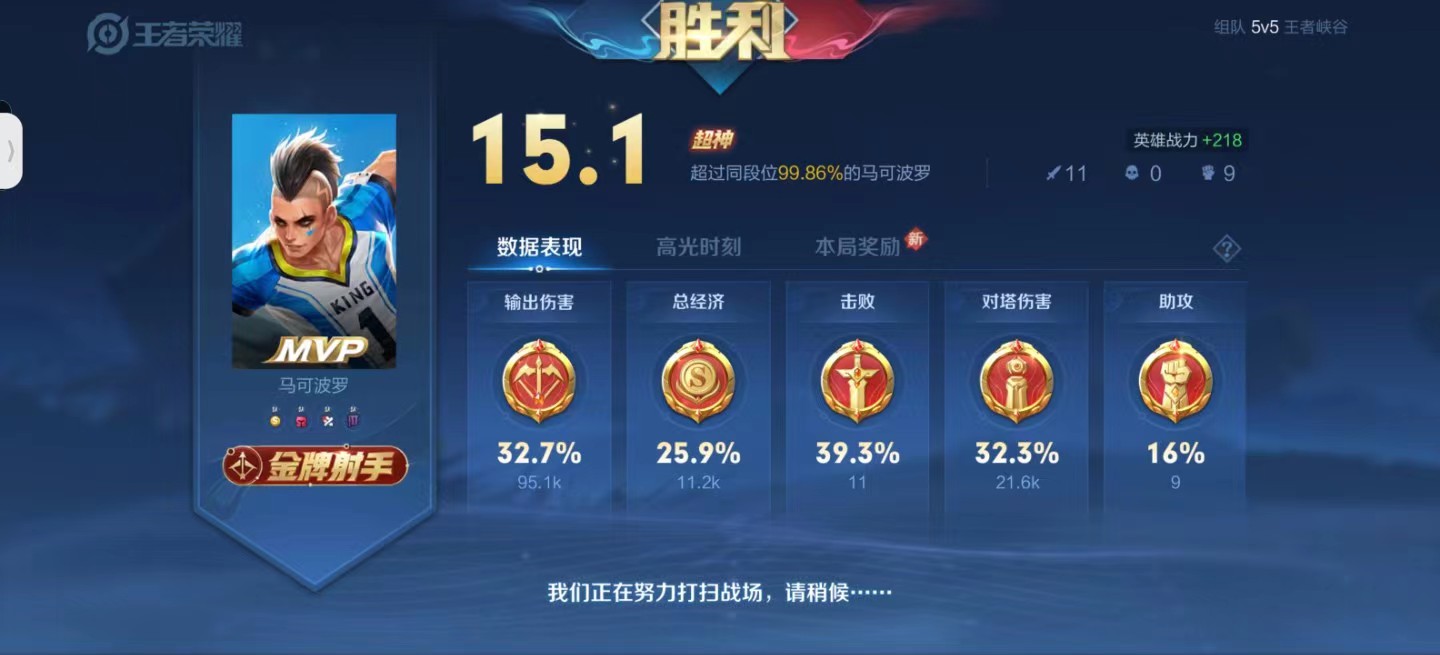 王者荣耀
胜利
组队 5v5 王者峡谷
15.1
超神
超过同段位99.86%的马可波罗
英雄战力 +218
11 0 9
数据表现 高光时刻 本局奖励 新
?
KING
1
MVP
马可波罗
金牌射手
输出伤害 总经济 击败 对塔伤害 助攻
S
32.7% 25.9% 39.3% 32.3% 16%
95.1k 11.2k 11 21.6k 9
我们正在努力打扫战场，请稍候……